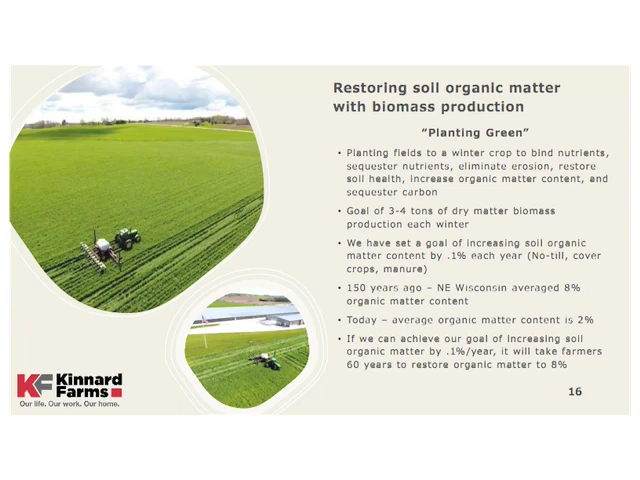 Restoring soil organic matter
with biomass production
“Planting Green”
• Planting fields to a winter crop to bind nutrients,
sequester nutrients, eliminate erosion, restore
soil health, increase organic matter content, and
sequester carbon
• Goal of 3-4 tons of dry matter biomass
production each winter
• We have set a goal of increasing soil organic
matter content by .1% each year (No-till, cover
crops, manure)
• 150 years ago – NE Wisconsin averaged 8%
organic matter content
• Today – average organic matter content is 2%
• If we can achieve our goal of increasing soil
organic matter by .1%/year, it will take farmers
60 years to restore organic matter to 8%
KF Kinnard
Farms
Our life. Our work. Our home.
16